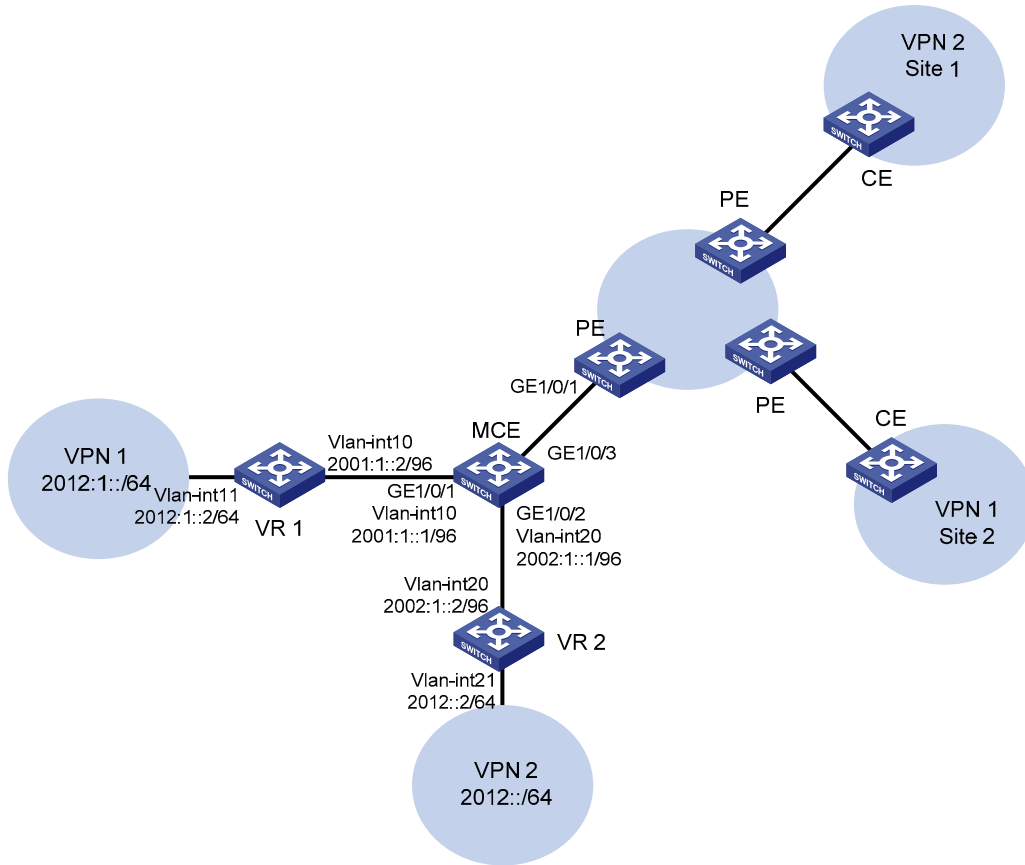 VPN 2
Site 1
SWITCH
CE
PE
SWITCH
PE
SWITCH
GE1/0/1
SWITCH
PE
CE
SWITCH
VPN 1
Site 2
MCE
GE1/0/3
SWITCH
VPN 1
2012:1::/64
Vlan-int11
2012:1::2/64
SWITCH
VR 1
Vlan-int10
2001:1::2/96
GE1/0/1
Vlan-int10
2001:1::1/96
GE1/0/2
Vlan-int20
2002:1::1/96
Vlan-int20
2002:1::2/96
SWITCH
VR 2
Vlan-int21
2012::2/64
VPN 2
2012::/64